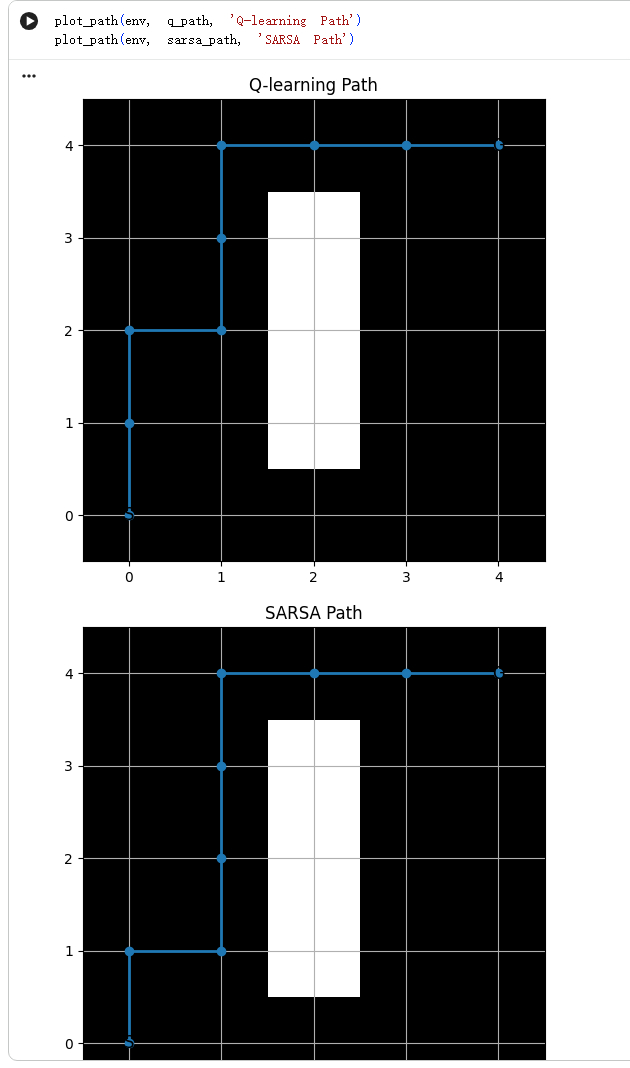 plot_path(env, q_path, 'Q-learning Path')
plot_path(env, sarsa_path, 'SARSA Path')
Q-learning Path
4
3
2
1
0
0 1 2 3 4
SARSA Path
4
3
2
1
0